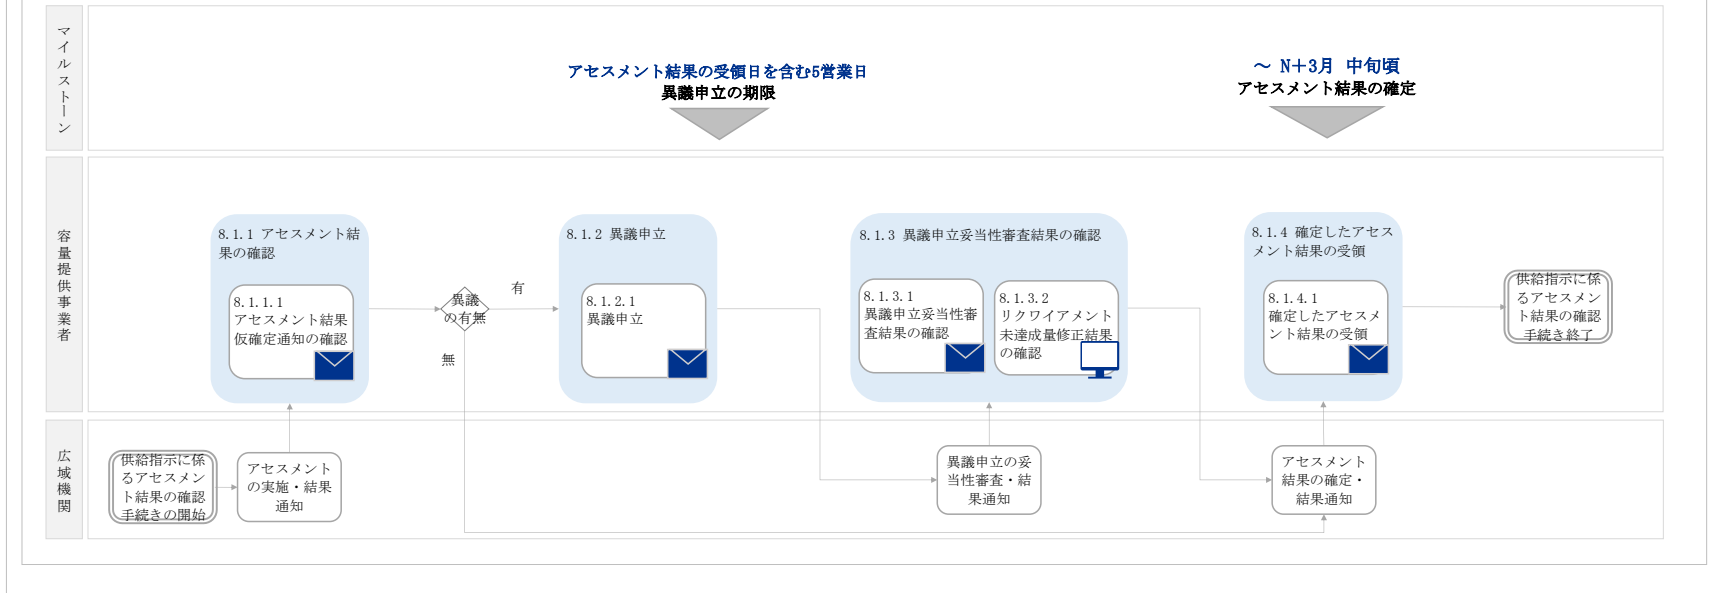 マイルストーン
アセスメント結果の受領日を含む5営業日
異議申立の期限
～ N＋3月 中旬頃
アセスメント結果の確定
容量提供事業者
8.1.1 アセスメント結
果の確認
8.1.1.1
アセスメント結果
仮確定通知の確認
異議
の有無
有
無
8.1.2 異議申立
8.1.2.1
異議申立
8.1.3 異議申立妥当性審査結果の確認
8.1.3.1
異議申立妥当性審
査結果の確認
8.1.3.2
リクワイアメント
未達成量修正結果
の確認
8.1.4 確定したアセス
メント結果の受領
8.1.4.1
確定したアセスメ
ント結果の受領
供給指示に係
るアセスメン
ト結果の確認
手続き終了
広域機関
供給指示に係
るアセスメン
ト結果の確認
手続きの開始
アセスメント
の実施・結果
通知
異議申立の妥
当性審査・結
果通知
アセスメント
結果の確定・
結果通知